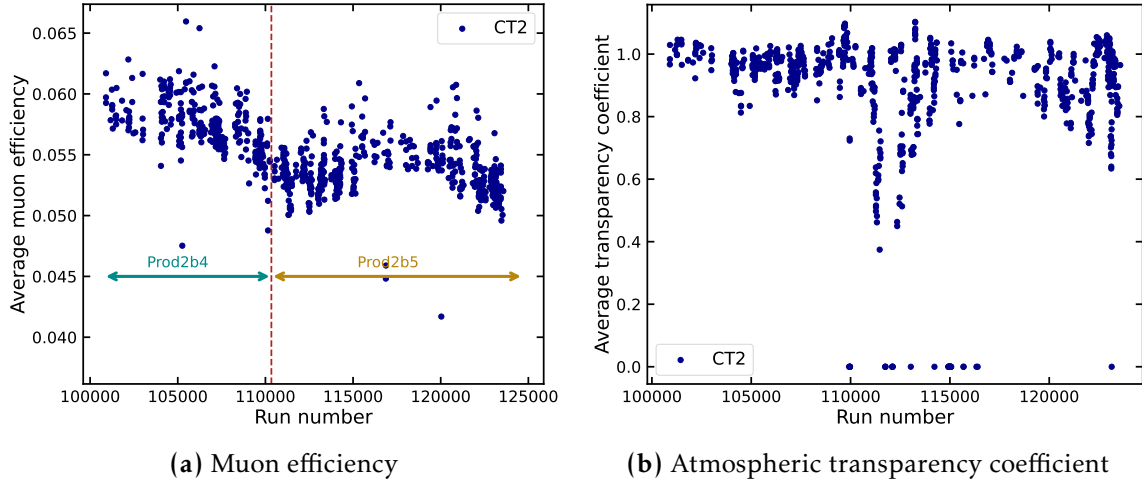 0.065
0.060
0.055
0.050
0.045
0.040
Average muon efficiency
CT2
Prod2b4
Prod2b5
100000 105000 110000 115000 120000 125000
Run number
(a) Muon efficiency
1.0
0.8
0.6
0.4
0.2
0.0
Average transparency coefficient
CT2
100000 105000 110000 115000 120000
Run number
(b) Atmospheric transparency coefficient